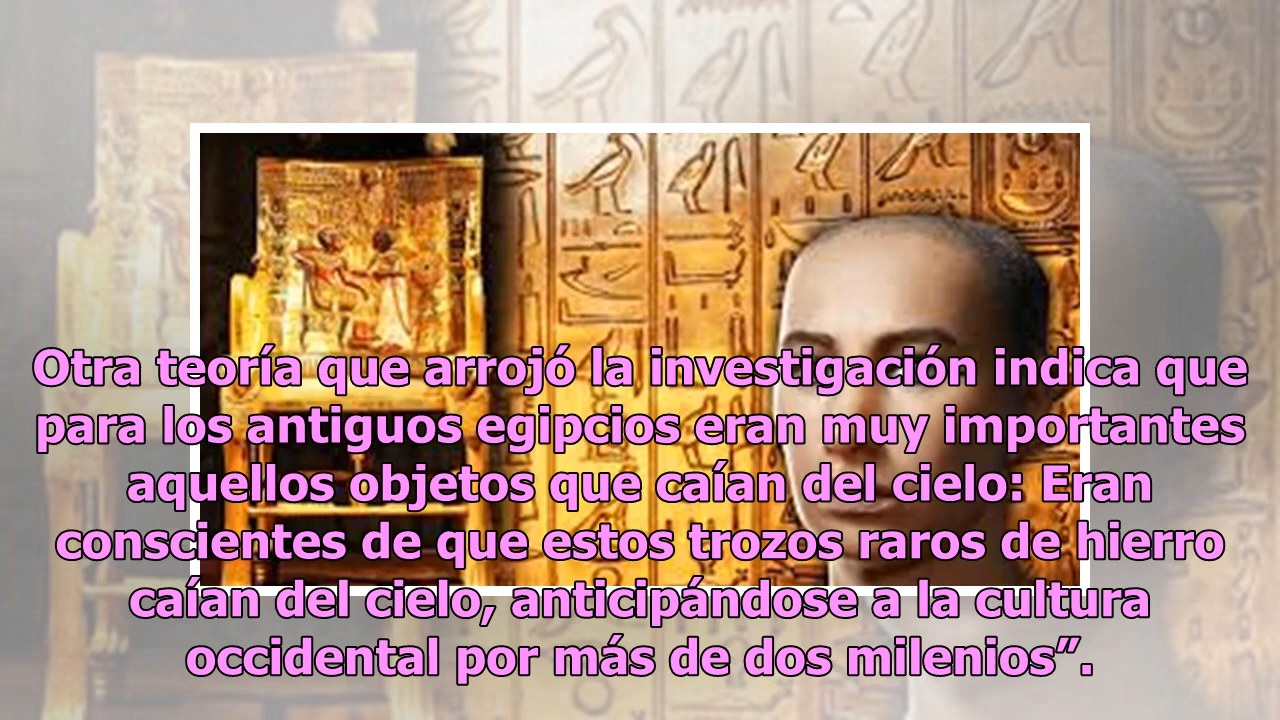 Otra teoría que arrojó la investigación indica que
para los antiguos egipcios eran muy importantes
aquellos objetos que caían del cielo: Eran
conscientes de que estos trozos raros de hierro
caían del cielo, anticipándose a la cultura
occidental por más de dos milenios”.